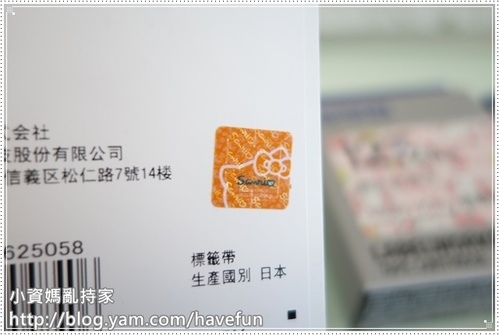 式会社
股份有限公司
信義区松仁路7號14楼
625058
標籤帶
生產國別 日本
小資媽亂持家
http://blog.yam.com/havefun